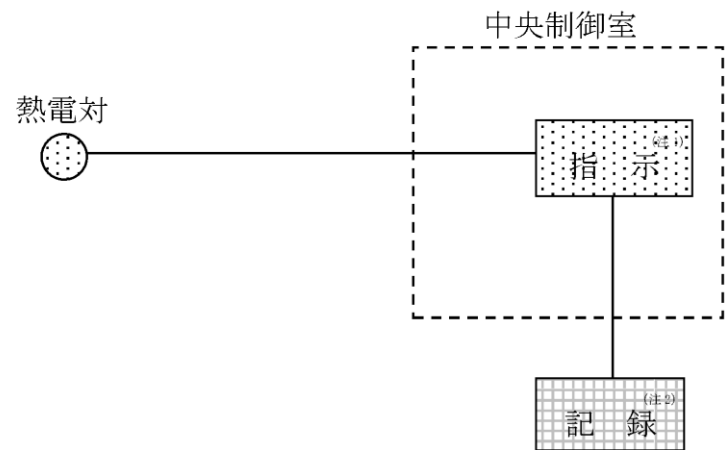 中央制御室
熱電対
指 示 (注1)
記 録 (注2)